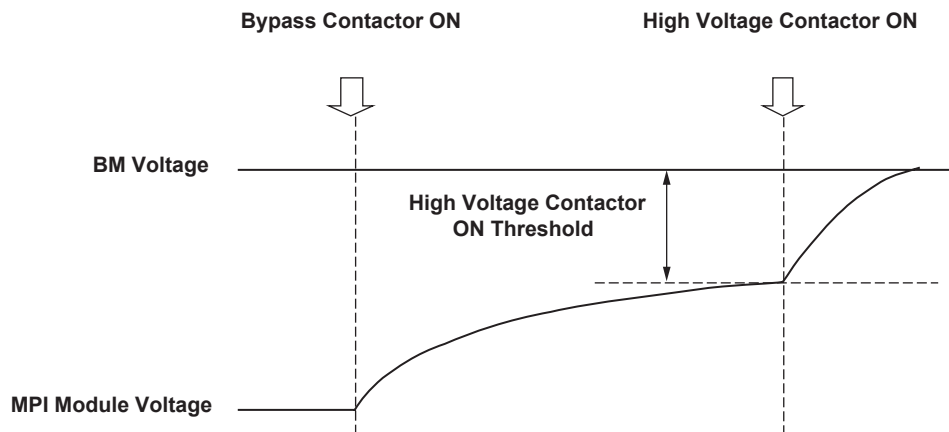 Bypass Contactor ON
High Voltage Contactor ON
BM Voltage
High Voltage Contactor
ON Threshold
MPI Module Voltage